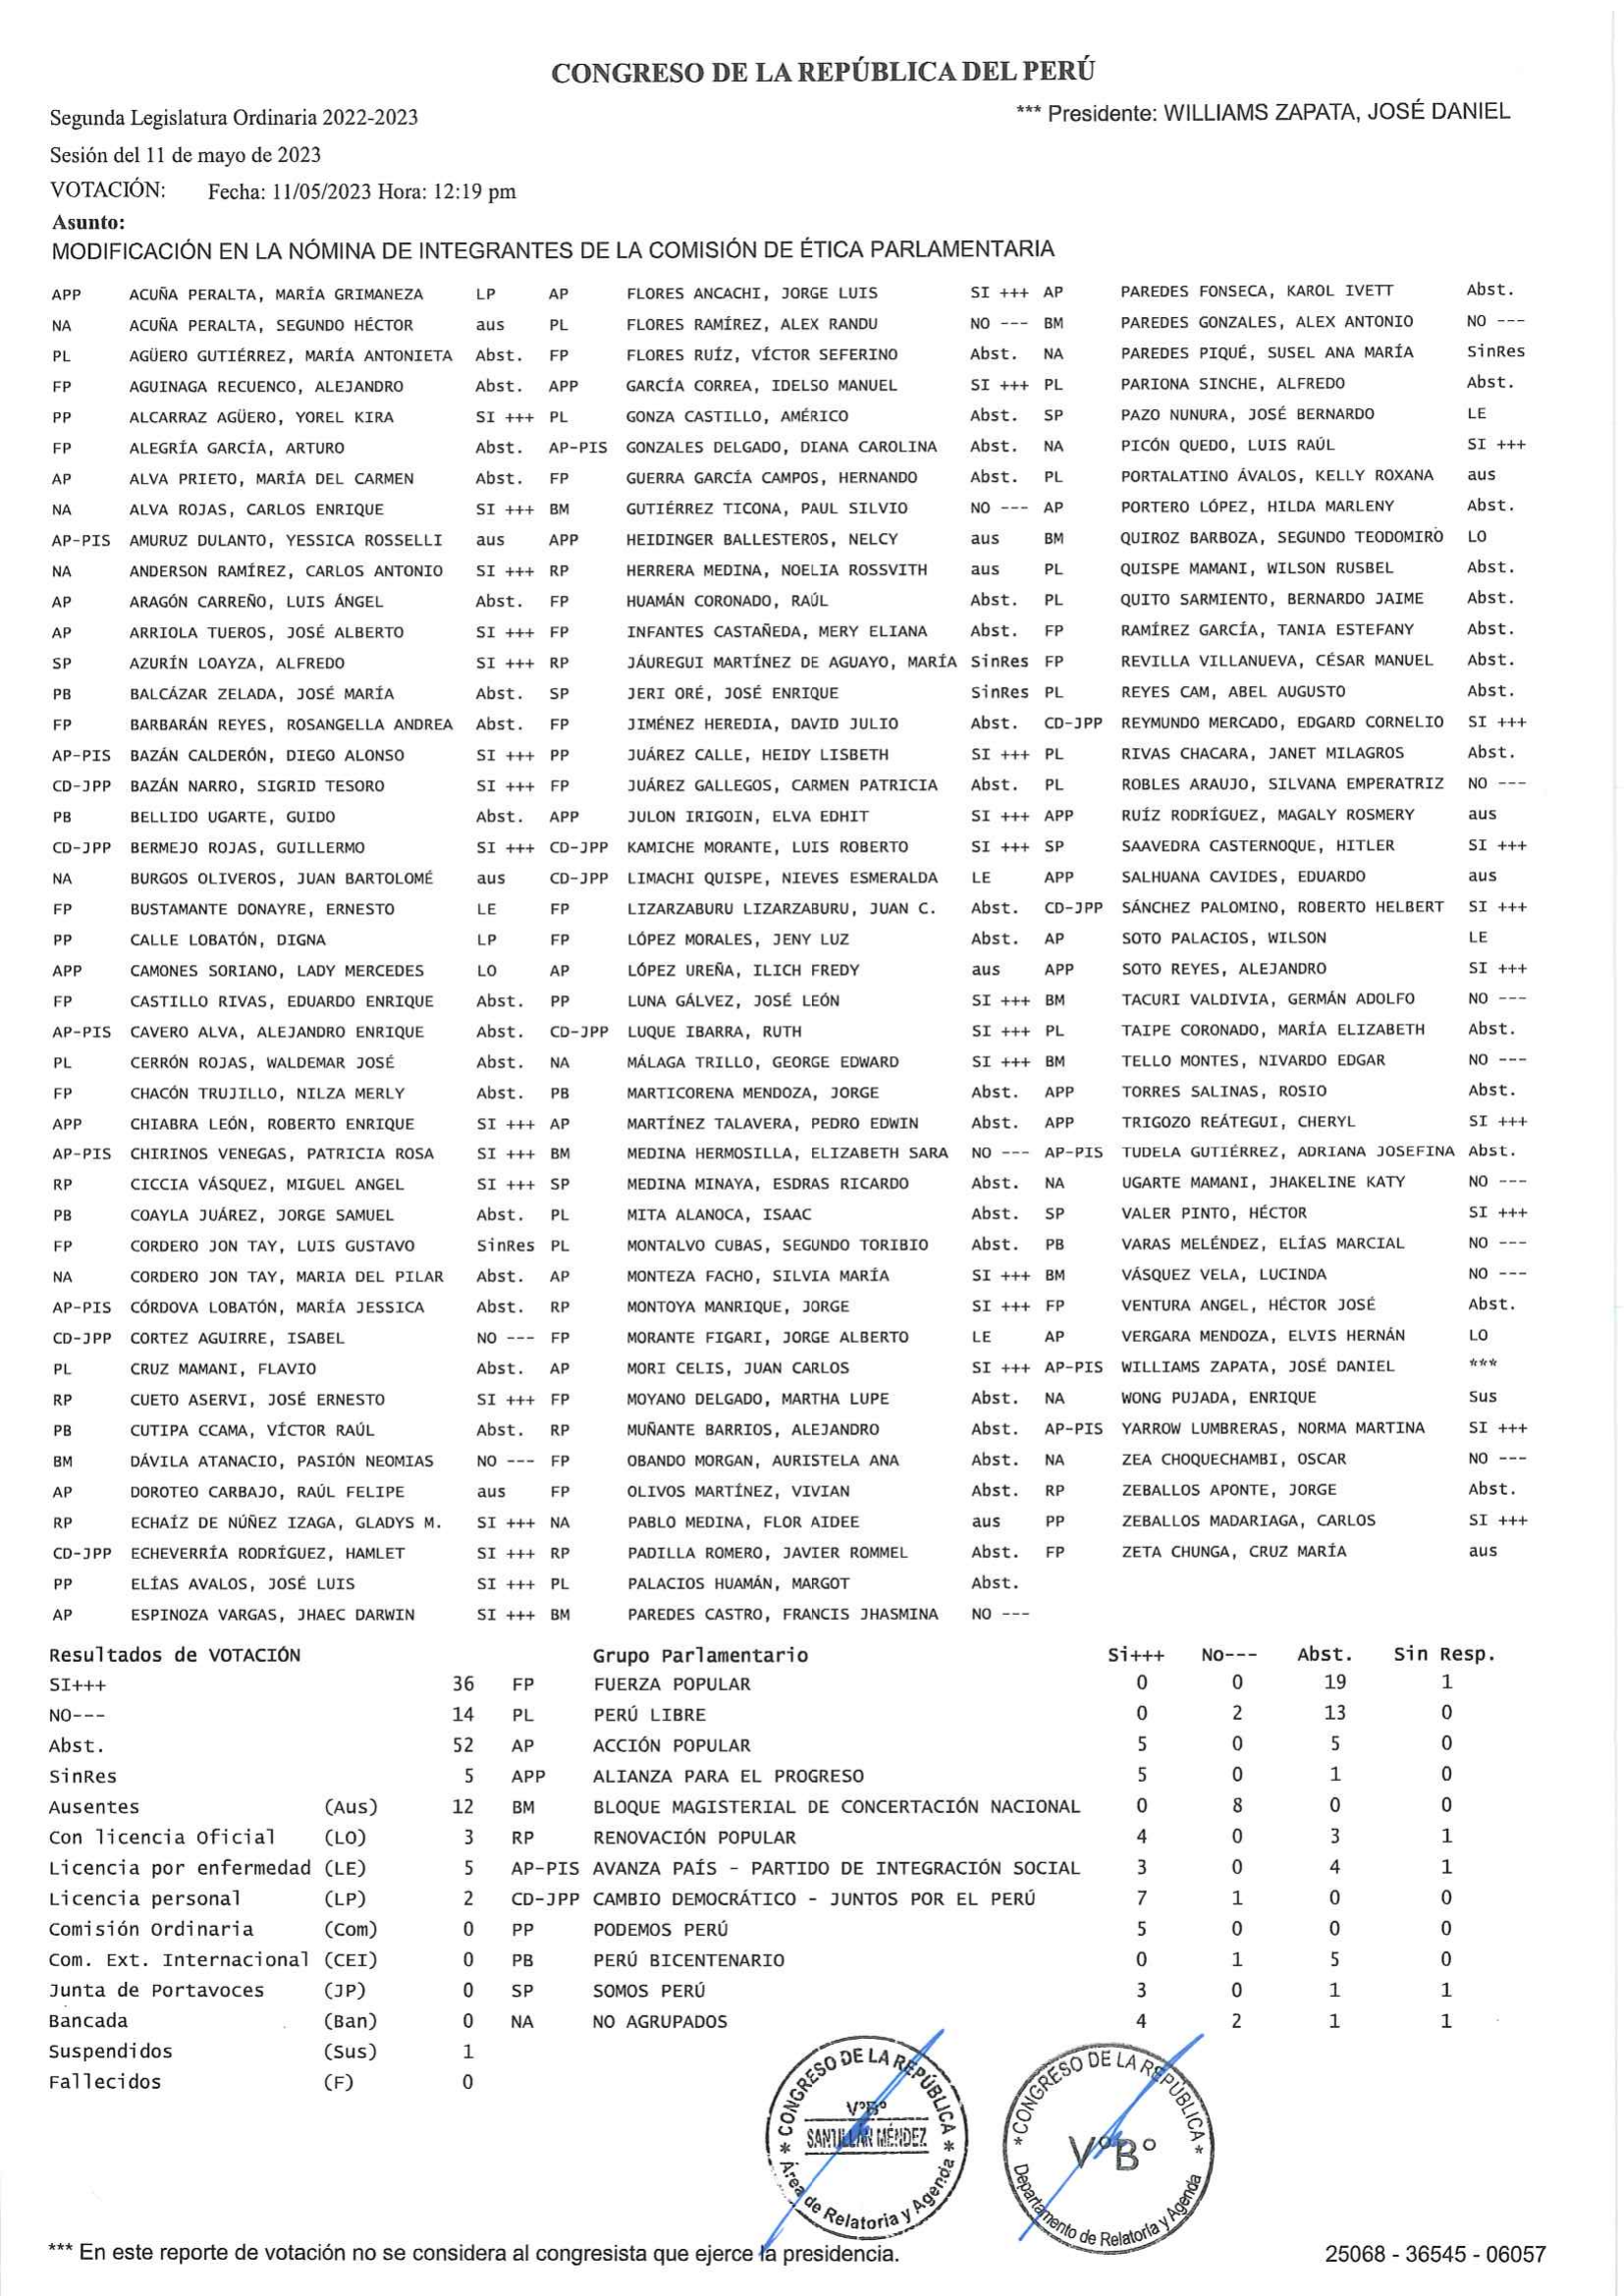 CONGRESO DE LA REPÚBLICA DEL PERÚ
Segunda Legislatura Ordinaria 2022-2023 *** Presidente: WILLIAMS ZAPATA, JOSÉ DANIEL
Sesión del 11 de mayo de 2023
VOTACIÓN: Fecha: 11/05/2023 Hora: 12:19 pm
Asunto:
MODIFICACIÓN EN LA NÓMINA DE INTEGRANTES DE LA COMISIÓN DE ÉTICA PARLAMENTARIA
APP ACUÑA PERALTA, MARÍA GRIMANEZA LP AP FLORES ANCACHI, JORGE LUIS SI +++ AP PAREDES FONSECA, KAROL IVETT Abst.
NA ACUÑA PERALTA, SEGUNDO HÉCTOR aus PL FLORES RAMÍREZ, ALEX RANDU NO --- BM PAREDES GONZALES, ALEX ANTONIO NO ---
PL AGÜERO GUTIÉRREZ, MARÍA ANTONIETA Abst. FP FLORES RUÍZ, VÍCTOR SEFERINO Abst. NA PAREDES PIQUÉ, SUSEL ANA MARÍA SinRes
FP AGUINAGA RECUENCO, ALEJANDRO Abst. APP GARCÍA CORREA, IDELSO MANUEL SI +++ PL PARIONA SINCHE, ALFREDO Abst.
PP ALCARRAZ AGÜERO, YOREL KIRA SI +++ PL GONZA CASTILLO, AMÉRICO Abst. SP PAZO NUNURA, JOSÉ BERNARDO LE
FP ALEGRÍA GARCÍA, ARTURO Abst. AP-PIS GONZALES DELGADO, DIANA CAROLINA Abst. NA PICÓN QUEDO, LUIS RAÚL SI +++
AP ALVA PRIETO, MARÍA DEL CARMEN Abst. FP GUERRA GARCÍA CAMPOS, HERNANDO Abst. PL PORTALATINO ÁVALOS, KELLY ROXANA aus
NA ALVA ROJAS, CARLOS ENRIQUE SI +++ BM GUTIÉRREZ TICONA, PAUL SILVIO NO --- AP PORTERO LÓPEZ, HILDA MARLENY Abst.
AP-PIS AMURUZ DULANTO, YESSICA ROSSELLI aus APP HEIDINGER BALLESTEROS, NELCY aus BM QUIROZ BARBOZA, SEGUNDO TEODOMIRO LO
NA ANDERSON RAMÍREZ, CARLOS ANTONIO SI +++ RP HERRERA MEDINA, NOELIA ROSSVITH aus PL QUISPE MAMANI, WILSON RUSBEL Abst.
AP ARAGÓN CARREÑO, LUIS ÁNGEL Abst. FP HUAMÁN CORONADO, RAÚL Abst. PL QUITO SARMIENTO, BERNARDO JAIME Abst.
AP ARRIOLA TUEROS, JOSÉ ALBERTO SI +++ FP INFANTES CASTAÑEDA, MERY ELIANA Abst. FP RAMÍREZ GARCÍA, TANIA ESTEFANY Abst.
SP AZURÍN LOAYZA, ALFREDO SI +++ RP JÁUREGUI MARTÍNEZ DE AGUAYO, MARÍA SinRes FP REVILLA VILLANUEVA, CÉSAR MANUEL Abst.
PB BALCÁZAR ZELADA, JOSÉ MARÍA Abst. SP JERI ORÉ, JOSÉ ENRIQUE SinRes PL REYES CAM, ABEL AUGUSTO Abst.
FP BARBARÁN REYES, ROSANGELLA ANDREA Abst. FP JIMÉNEZ HEREDIA, DAVID JULIO Abst. CD-JPP REYMUNDO MERCADO, EDGARD CORNELIO SI +++
AP-PIS BAZÁN CALDERÓN, DIEGO ALONSO SI +++ PP JUÁREZ CALLE, HEIDY LISBETH SI +++ PL RIVAS CHACARA, JANET MILAGROS Abst.
CD-JPP BAZÁN NARRO, SIGRID TESORO SI +++ FP JUÁREZ GALLEGOS, CARMEN PATRICIA Abst. PL ROBLES ARAUJO, SILVANA EMPERATRIZ NO ---
PB BELLIDO UGARTE, GUIDO Abst. APP JULON IRIGOIN, ELVA EDHIT SI +++ APP RUÍZ RODRÍGUEZ, MAGALY ROSMERY aus
CD-JPP BERMEJO ROJAS, GUILLERMO SI +++ CD-JPP KAMICHE MORANTE, LUIS ROBERTO SI +++ SP SAAVEDRA CASTERNOQUE, HITLER SI +++
NA BURGOS OLIVEROS, JUAN BARTOLOMÉ aus CD-JPP LIMACHI QUISPE, NIEVES ESMERALDA LE APP SALHUANA CAVIDES, EDUARDO aus
FP BUSTAMANTE DONAYRE, ERNESTO LE FP LIZARZABURU LIZARZABURU, JUAN C. Abst. CD-JPP SÁNCHEZ PALOMINO, ROBERTO HELBERT SI +++
PP CALLE LOBATÓN, DIGNA LP FP LÓPEZ MORALES, JENY LUZ Abst. AP SOTO PALACIOS, WILSON LE
APP CAMONES SORIANO, LADY MERCEDES LO AP LÓPEZ UREÑA, ILICH FREDY aus APP SOTO REYES, ALEJANDRO SI +++
FP CASTILLO RIVAS, EDUARDO ENRIQUE Abst. PP LUNA GÁLVEZ, JOSÉ LEÓN SI +++ BM TACURI VALDIVIA, GERMÁN ADOLFO NO ---
AP-PIS CAVERO ALVA, ALEJANDRO ENRIQUE Abst. CD-JPP LUQUE IBARRA, RUTH SI +++ PL TAIPE CORONADO, MARÍA ELIZABETH Abst.
PL CERRÓN ROJAS, WALDEMAR JOSÉ Abst. NA MÁLAGA TRILLO, GEORGE EDWARD SI +++ BM TELLO MONTES, NIVARDO EDGAR NO ---
FP CHACÓN TRUJILLO, NILZA MERLY Abst. PB MARTICORENA MENDOZA, JORGE Abst. APP TORRES SALINAS, ROSIO Abst.
APP CHIABRA LEÓN, ROBERTO ENRIQUE SI +++ AP MARTÍNEZ TALAVERA, PEDRO EDWIN Abst. APP TRIGOZO REÁTEGUI, CHERYL SI +++
AP-PIS CHIRINOS VENEGAS, PATRICIA ROSA SI +++ BM MEDINA HERMOSILLA, ELIZABETH SARA NO --- AP-PIS TUDELA GUTIÉRREZ, ADRIANA JOSEFINA Abst.
RP CICCIA VÁSQUEZ, MIGUEL ANGEL SI +++ SP MEDINA MINAYA, ESDRAS RICARDO Abst. NA UGARTE MAMANI, JHAKELINE KATY NO ---
PB COAYLA JUÁREZ, JORGE SAMUEL Abst. PL MITA ALANOCA, ISAAC Abst. SP VALER PINTO, HÉCTOR SI +++
FP CORDERO JON TAY, LUIS GUSTAVO SinRes PL MONTALVO CUBAS, SEGUNDO TORIBIO Abst. PB VARAS MELÉNDEZ, ELÍAS MARCIAL NO ---
NA CORDERO JON TAY, MARIA DEL PILAR Abst. AP MONTEZA FACHO, SILVIA MARÍA SI +++ BM VÁSQUEZ VELA, LUCINDA NO ---
AP-PIS CÓRDOVA LOBATÓN, MARÍA JESSICA Abst. RP MONTOYA MANRIQUE, JORGE SI +++ FP VENTURA ANGEL, HÉCTOR JOSÉ Abst.
CD-JPP CORTEZ AGUIRRE, ISABEL NO --- FP MORANTE FIGARI, JORGE ALBERTO LE AP VERGARA MENDOZA, ELVIS HERNÁN LO
PL CRUZ MAMANI, FLAVIO Abst. AP MORI CELIS, JUAN CARLOS SI +++ AP-PIS WILLIAMS ZAPATA, JOSÉ DANIEL ***
RP CUETO ASERVI, JOSÉ ERNESTO SI +++ FP MOYANO DELGADO, MARTHA LUPE Abst. NA WONG PUJADA, ENRIQUE Sus
PB CUTIPA CCAMA, VÍCTOR RAÚL Abst. RP MUÑANTE BARRIOS, ALEJANDRO Abst. AP-PIS YARROW LUMBRERAS, NORMA MARTINA SI +++
BM DÁVILA ATANACIO, PASIÓN NEOMIAS NO --- FP OBANDO MORGAN, AURISTELA ANA Abst. NA ZEA CHOQUECHAMBI, OSCAR NO ---
AP DOROTEO CARBAJO, RAÚL FELIPE aus FP OLIVOS MARTÍNEZ, VIVIAN Abst. RP ZEBALLOS APONTE, JORGE Abst.
RP ECHAÍZ DE NÚÑEZ IZAGA, GLADYS M. SI +++ NA PABLO MEDINA, FLOR AIDEE aus PP ZEBALLOS MADARIAGA, CARLOS SI +++
CD-JPP ECHEVERRÍA RODRÍGUEZ, HAMLET SI +++ RP PADILLA ROMERO, JAVIER ROMMEL Abst. FP ZETA CHUNGA, CRUZ MARÍA aus
PP ELÍAS AVALOS, JOSÉ LUIS SI +++ PL PALACIOS HUAMÁN, MARGOT Abst.
AP ESPINOZA VARGAS, JHAEC DARWIN SI +++ BM PAREDES CASTRO, FRANCIS JHASMINA NO ---
Resultados de VOTACIÓN Grupo Parlamentario Si+++ No--- Abst. Sin Resp.
SI+++ 36 FP FUERZA POPULAR 0 0 19 1
NO--- 14 PL PERÚ LIBRE 0 2 13 0
Abst. 52 AP ACCIÓN POPULAR 5 0 5 0
SinRes 5 APP ALIANZA PARA EL PROGRESO 5 0 1 0
Ausentes (Aus) 12 BM BLOQUE MAGISTERIAL DE CONCERTACIÓN NACIONAL 0 8 0 0
Con licencia Oficial (LO) 3 RP RENOVACIÓN POPULAR 4 0 3 1
Licencia por enfermedad (LE) 5 AP-PIS AVANZA PAÍS - PARTIDO DE INTEGRACIÓN SOCIAL 3 0 4 1
Licencia personal (LP) 2 CD-JPP CAMBIO DEMOCRÁTICO - JUNTOS POR EL PERÚ 7 1 0 0
Comisión Ordinaria (Com) 0 PP PODEMOS PERÚ 5 0 0 0
Com. Ext. Internacional (CEI) 0 PB PERÚ BICENTENARIO 0 1 5 0
Junta de Portavoces (JP) 0 SP SOMOS PERÚ 3 0 1 1
Bancada (Ban) 0 NA NO AGRUPADOS 4 2 1 1
Suspendidos (Sus) 1
Fallecidos (F) 0
* CONGRESO DE LA REPÚBLICA *
V°B°
SANTILLÁN MÉNDEZ
Área de Relatoria y Agenda
* CONGRESO DE LA REPÚBLICA *
V°B°
Departamento de Relatoría y Agenda
*** En este reporte de votación no se considera al congresista que ejerce la presidencia. 25068 - 36545 - 06057